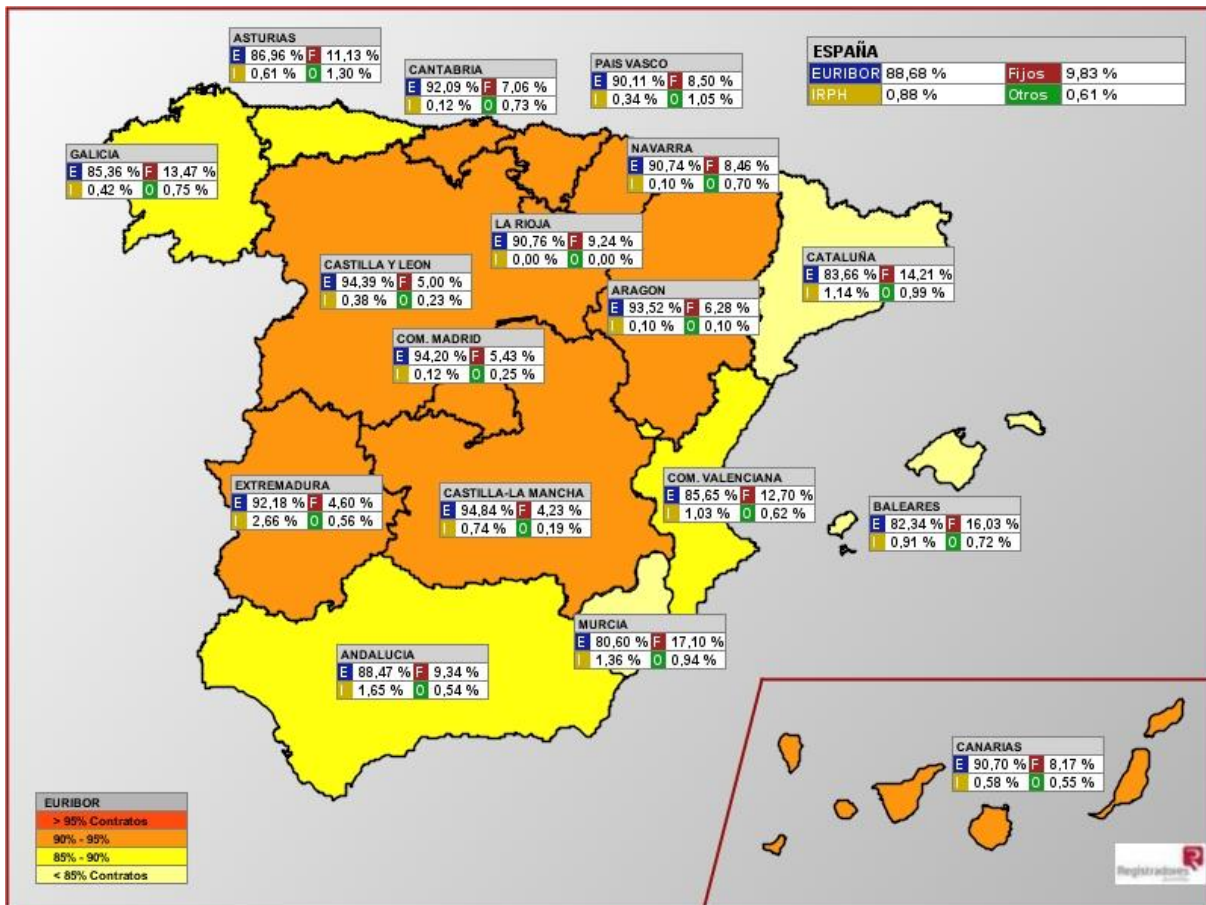 ASTURIAS
E 86,96 % F 11,13 %
I 0,61 % O 1,30 %
CANTABRIA
E 92,09 % F 7,06 %
I 0,12 % O 0,73 %
PAIS VASCO
E 90,11 % F 8,50 %
I 0,34 % O 1,05 %
ESPAÑA
EURIBOR 88,68 % Fijos 9,83 %
IRPH 0,88 % Otros 0,61 %
GALICIA
E 85,36 % F 13,47 %
I 0,42 % O 0,75 %
NAVARRA
E 90,74 % F 8,46 %
I 0,10 % O 0,70 %
LA RIOJA
E 90,76 % F 9,24 %
I 0,00 % O 0,00 %
CASTILLA Y LEON
E 94,39 % F 5,00 %
I 0,38 % O 0,23 %
CATALUÑA
E 83,66 % F 14,21 %
I 1,14 % O 0,99 %
ARAGON
E 93,52 % F 6,28 %
I 0,10 % O 0,10 %
COM. MADRID
E 94,20 % F 5,43 %
I 0,12 % O 0,25 %
EXTREMADURA
E 92,18 % F 4,60 %
I 2,66 % O 0,56 %
CASTILLA-LA MANCHA
E 94,84 % F 4,23 %
I 0,74 % O 0,19 %
COM. VALENCIANA
E 85,65 % F 12,70 %
I 1,03 % O 0,62 %
BALEARES
E 82,34 % F 16,03 %
I 0,91 % O 0,72 %
MURCIA
E 80,60 % F 17,10 %
I 1,36 % O 0,94 %
ANDALUCIA
E 88,47 % F 9,34 %
I 1,65 % O 0,54 %
CANARIAS
E 90,70 % F 8,17 %
I 0,58 % O 0,55 %
EURIBOR
> 95% Contratos
90% - 95%
85% - 90%
< 85% Contratos
Registradores